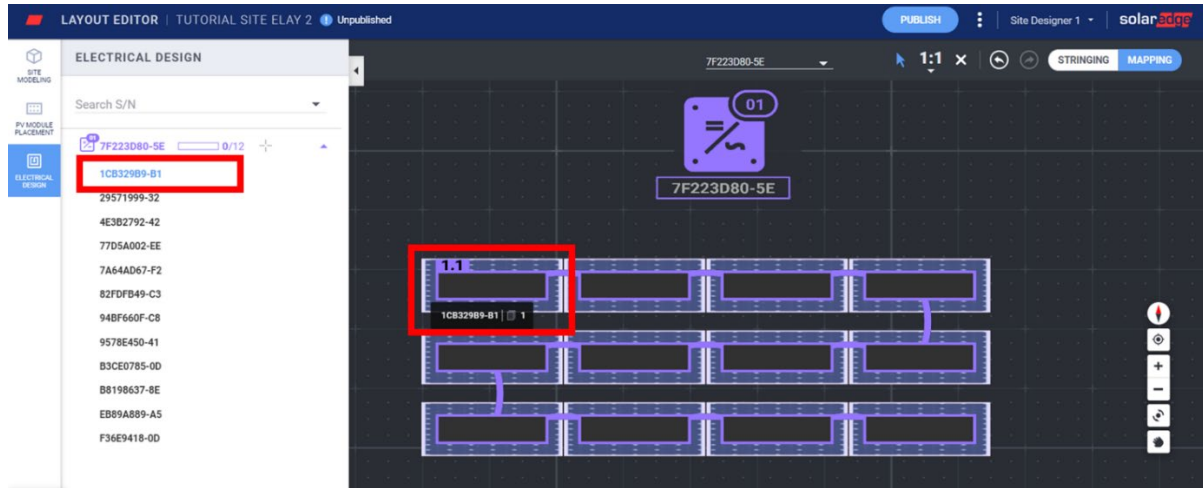 LAYOUT EDITOR | TUTORIAL SITE ELAY 2 Unpublished
PUBLISH
Site Designer 1
solaredge
SITE
MODELING
PV MODULE
PLACEMENT
ELECTRICAL
DESIGN
ELECTRICAL DESIGN
Search S/N
01
7F223D80-5E 0/12
1CB329B9-B1
29571999-32
4E3B2792-42
77D5A002-EE
7A64AD67-F2
82FDFB49-C3
94BF660F-C8
9578E450-41
B3CE0785-0D
B8198637-8E
EB89A889-A5
F36E9418-0D
7F223D80-5E
1:1
STRINGING
MAPPING
01
7F223D80-5E
1.1
1CB329B9-B1 | 1